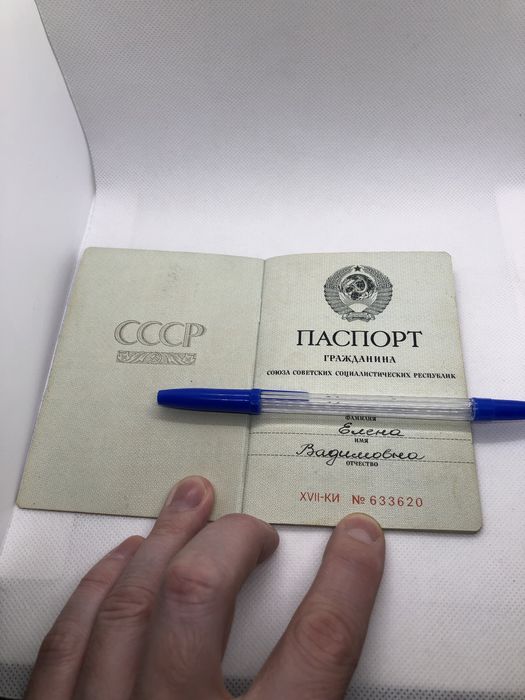 СССР
ПАСПОРТ
ГРАЖДАНИНА
СОЮЗА СОВЕТСКИХ СОЦИАЛИСТИЧЕСКИХ РЕСПУБЛИК
ФАМИЛИЯ
Елена
ИМЯ
Вадимовна
ОТЧЕСТВО
XVII-КИ № 633620